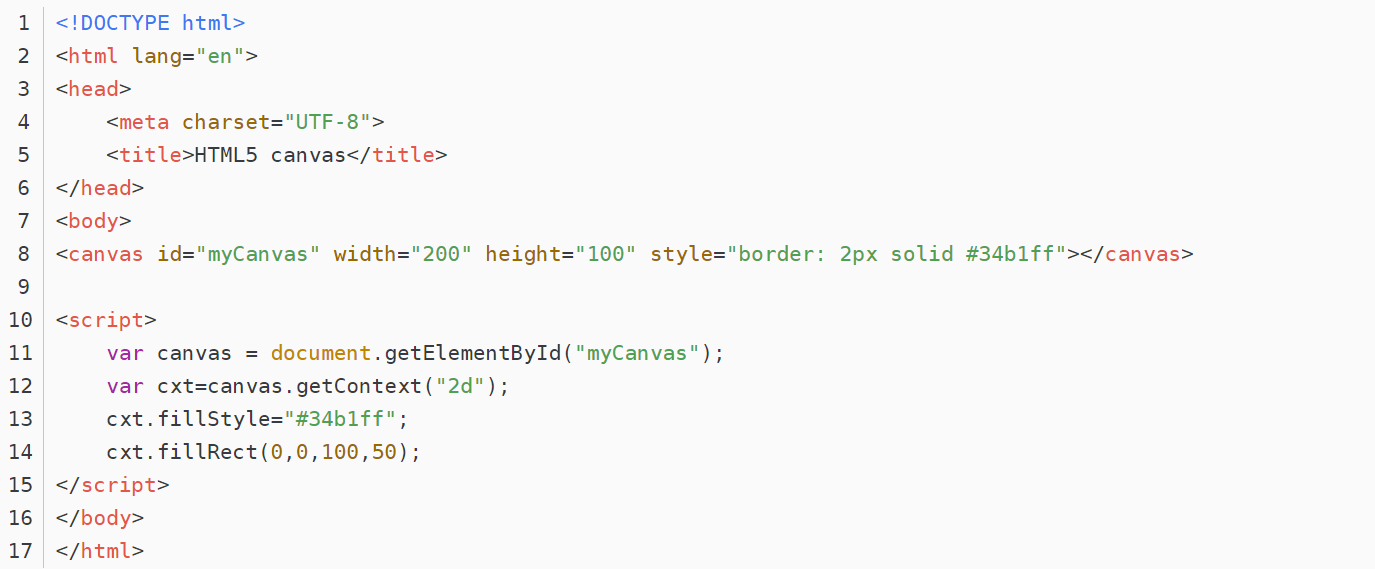 1 <!DOCTYPE html>
2 <html lang="en">
3 <head>
4     <meta charset="UTF-8">
5     <title>HTML5 canvas</title>
6 </head>
7 <body>
8 <canvas id="myCanvas" width="200" height="100" style="border: 2px solid #34b1ff"></canvas>
9
10 <script>
11     var canvas = document.getElementById("myCanvas");
12     var cxt=canvas.getContext("2d");
13     cxt.fillStyle="#34b1ff";
14     cxt.fillRect(0,0,100,50);
15 </script>
16 </body>
17 </html>